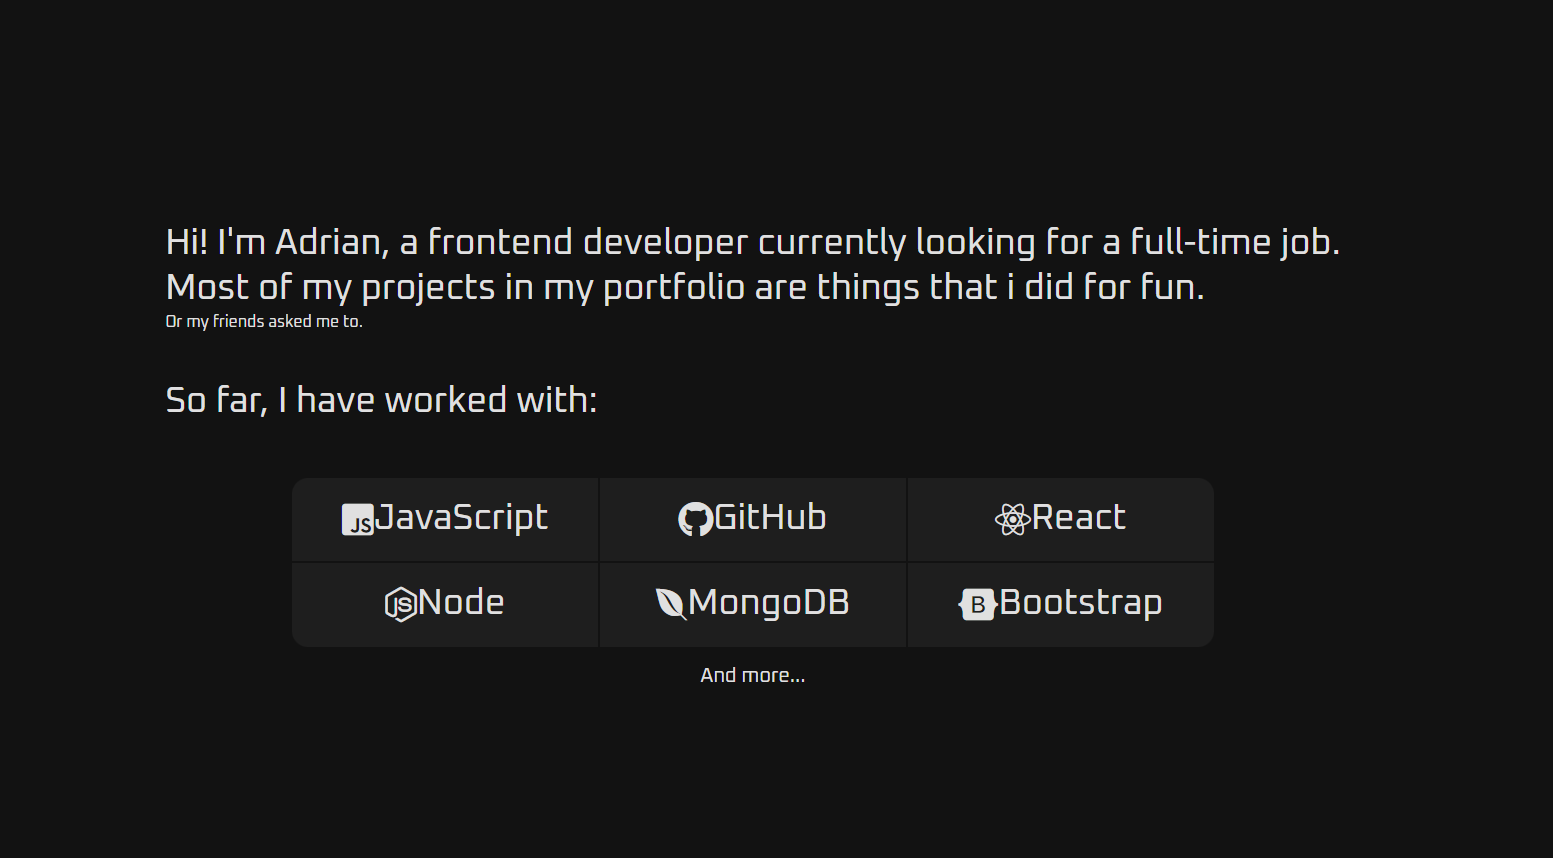 Hi! I'm Adrian, a frontend developer currently looking for a full-time job.
Most of my projects in my portfolio are things that i did for fun.
Or my friends asked me to.
So far, I have worked with:
JS JavaScript GitHub React
JS Node MongoDB B Bootstrap
And more...